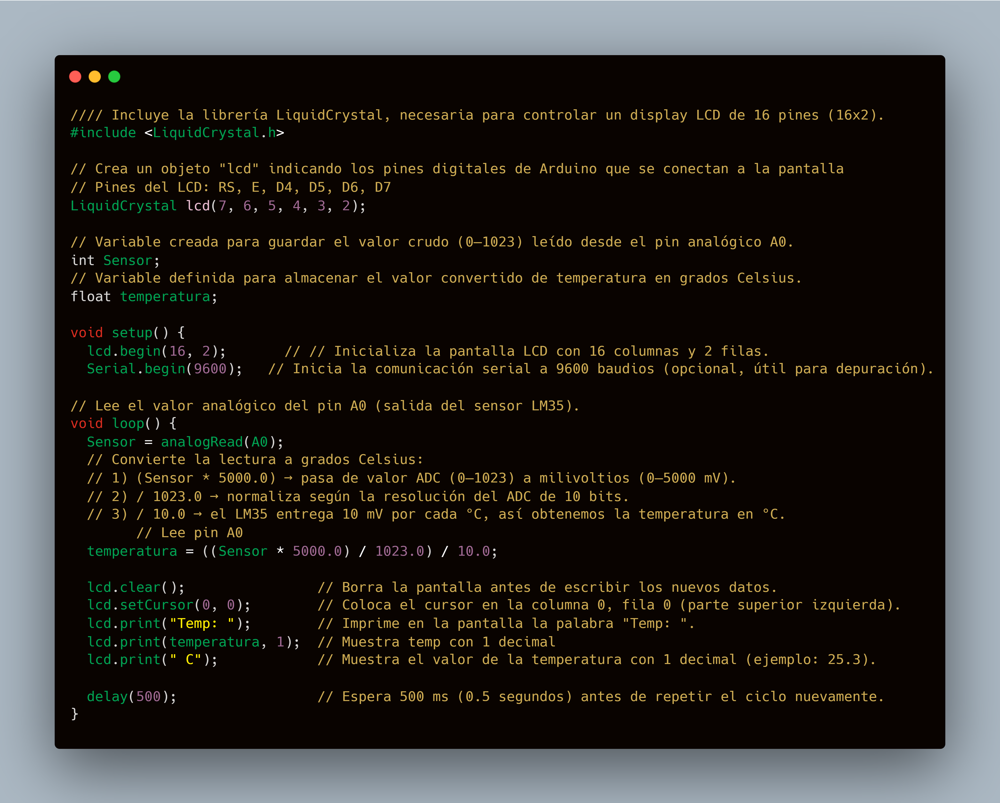 //// Incluye la librería LiquidCrystal, necesaria para controlar un display LCD de 16 pines (16x2).
#include <LiquidCrystal.h>

// Crea un objeto "lcd" indicando los pines digitales de Arduino que se conectan a la pantalla
// Pines del LCD: RS, E, D4, D5, D6, D7
LiquidCrystal lcd(7, 6, 5, 4, 3, 2);

// Variable creada para guardar el valor crudo (0–1023) leído desde el pin analógico A0.
int Sensor;
// Variable definida para almacenar el valor convertido de temperatura en grados Celsius.
float temperatura;

void setup() {
  lcd.begin(16, 2);       // // Inicializa la pantalla LCD con 16 columnas y 2 filas.
  Serial.begin(9600);   // Inicia la comunicación serial a 9600 baudios (opcional, útil para depuración).

// Lee el valor analógico del pin A0 (salida del sensor LM35).
void loop() {
  Sensor = analogRead(A0);
  // Convierte la lectura a grados Celsius:
  // 1) (Sensor * 5000.0) → pasa de valor ADC (0–1023) a milivoltios (0–5000 mV).
  // 2) / 1023.0 → normaliza según la resolución del ADC de 10 bits.
  // 3) / 10.0 → el LM35 entrega 10 mV por cada °C, así obtenemos la temperatura en °C.
        // Lee pin A0
  temperatura = ((Sensor * 5000.0) / 1023.0) / 10.0;

  lcd.clear();                // Borra la pantalla antes de escribir los nuevos datos.
  lcd.setCursor(0, 0);        // Coloca el cursor en la columna 0, fila 0 (parte superior izquierda).
  lcd.print("Temp: ");        // Imprime en la pantalla la palabra "Temp: ".
  lcd.print(temperatura, 1);  // Muestra temp con 1 decimal
  lcd.print(" C");            // Muestra el valor de la temperatura con 1 decimal (ejemplo: 25.3).

  delay(500);                 // Espera 500 ms (0.5 segundos) antes de repetir el ciclo nuevamente.
}